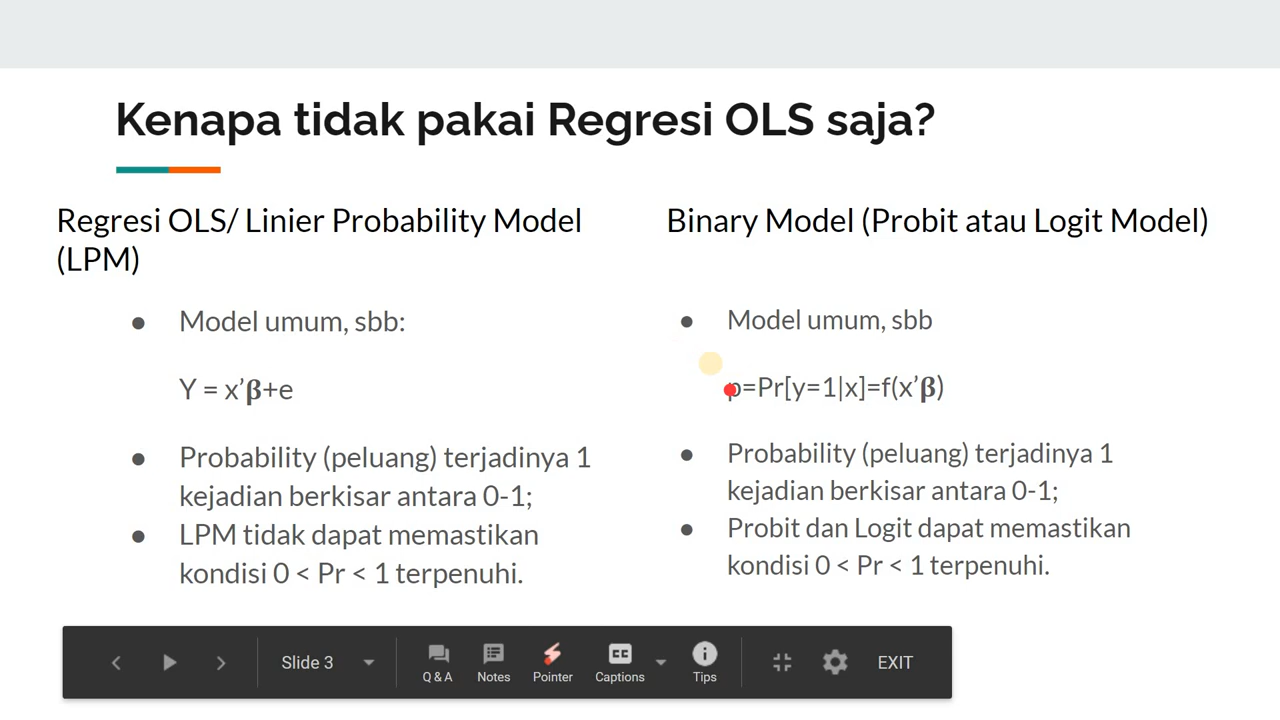 Kenapa tidak pakai Regresi OLS saja?
Regresi OLS/ Linier Probability Model
(LPM)
● Model umum, sbb:
Y = x’β+e
● Probability (peluang) terjadinya 1
kejadian berkisar antara 0-1;
● LPM tidak dapat memastikan
kondisi 0 < Pr < 1 terpenuhi.
Binary Model (Probit atau Logit Model)
● Model umum, sbb
p=Pr[y=1|x]=f(x’β)
● Probability (peluang) terjadinya 1
kejadian berkisar antara 0-1;
● Probit dan Logit dapat memastikan
kondisi 0 < Pr < 1 terpenuhi.
Slide 3
Q & A
Notes
Pointer
CC
Captions
Tips
EXIT